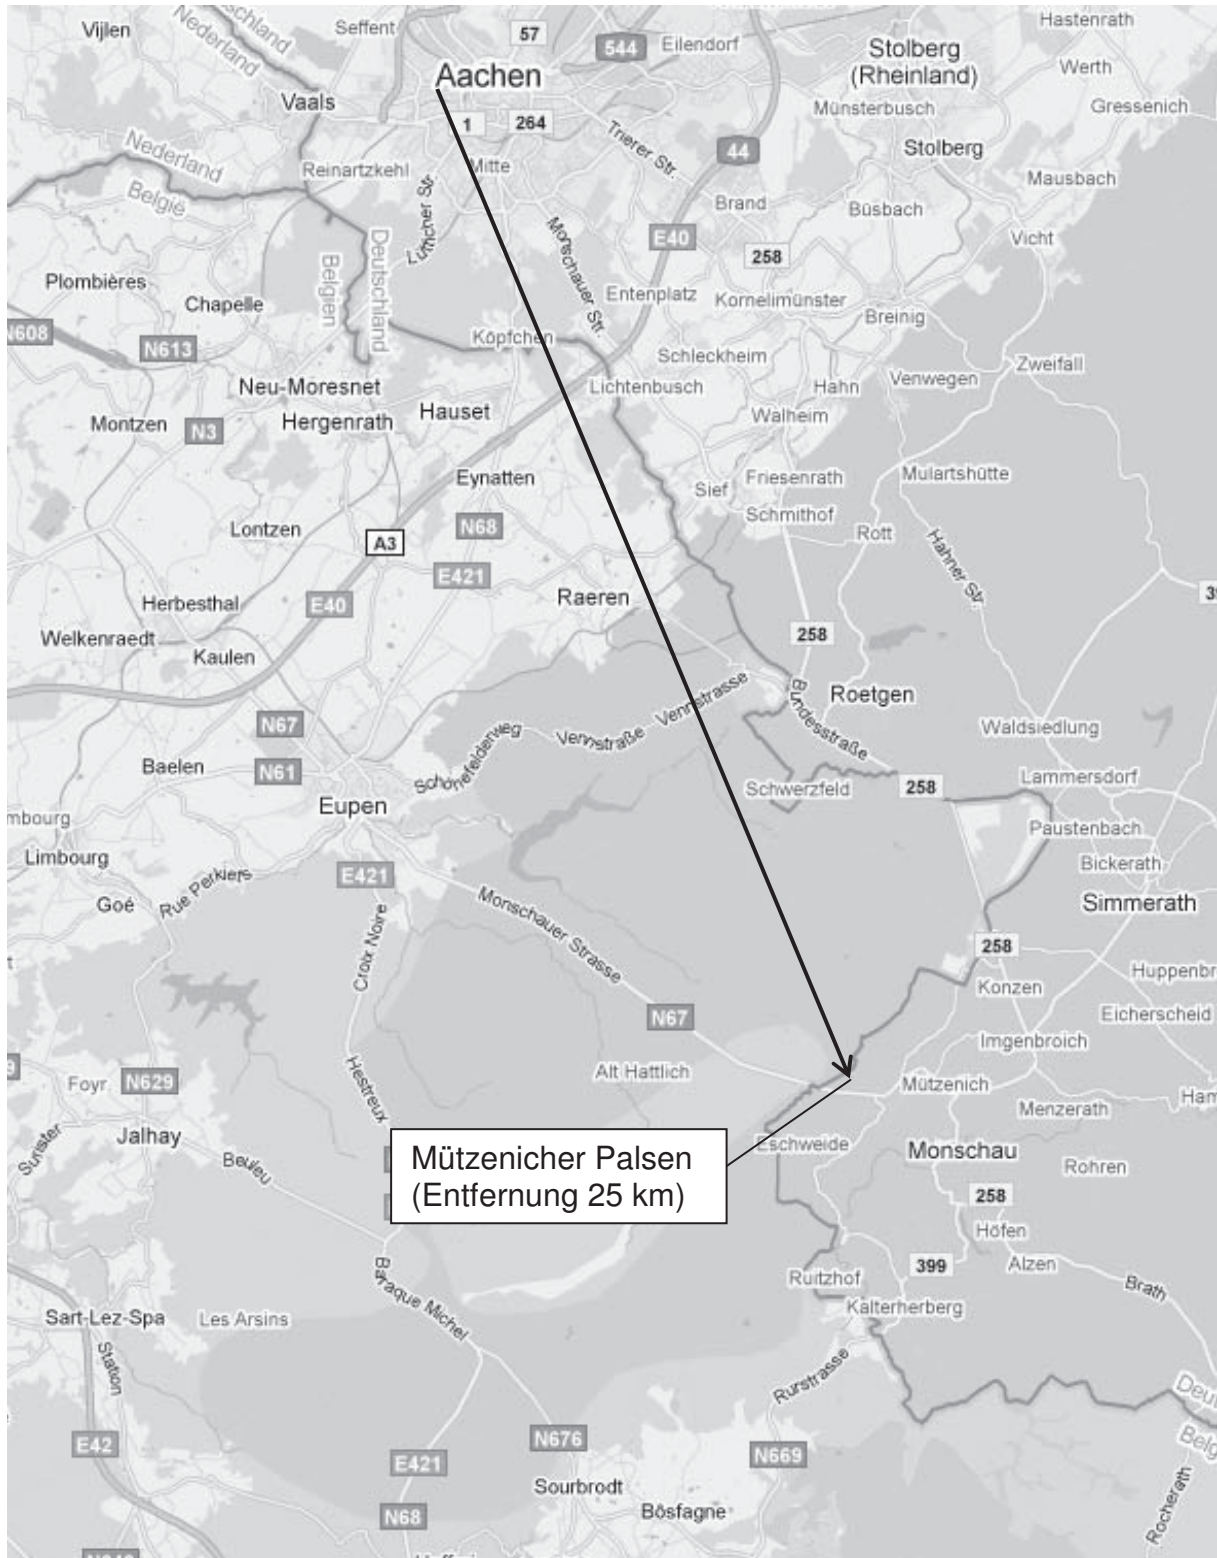 Vijlen
Nederland
Seffent
57
544
Eilendorf
Stolberg
(Rheinland)
Hastenrath
Werth
Gressenich
Aachen
Vaals
1
264
Trierer Str.
44
Münsterbusch
Stolberg
Mausbach
Nederland
België
Reinartzkehl
Mitte
Lütticher Str.
Monschauer Str.
Brand
Büsbach
Vicht
E40
258
Deutschland
Belgien
Plombières
Chapelle
Entenplatz
Kornelimünster
Breinig
N608
N613
Köpfchen
Schleckheim
Zweifall
Neu-Moresnet
Lichtenbusch
Hahn
Venwegen
Montzen
N3
Hergenrath
Hauset
Walheim
Eynatten
Sief
Friesenrath
Mulartshütte
Lontzen
A3
N68
Schmithof
Rott
Hahner Str.
E421
Herbesthal
E40
Raeren
258
Welkenraedt
Kaulen
Roetgen
Bundesstraße
N67
Schönefelderweg
Vennstraße
Vennstrasse
Waldsiedlung
Baelen
N61
Schwerzfeld
258
Lammersdorf
Eupen
Paustenbach
Limbourg
Bickerath
E421
Rue Perkiers
Goé
Croix Noire
Monschauer Strasse
Simmerath
258
Konzen
Eicherscheid
N67
Imgenbroich
Alt Hattlich
Hestreux
Foyr
N629
Mützenich
Menzerath
Jalhay
Surister
Beuleu
Mützenicher Palsen
(Entfernung 25 km)
Eschweide
Monschau
Rohren
258
Höfen
399
Alzen
Brath
Baraque Michel
Ruitzhof
Kalterherberg
Sart-Lez-Spa
Les Arsins
Station
Rurstrasse
E42
E421
N676
N669
Sourbrodt
N68
Bösfagne
Rocherath